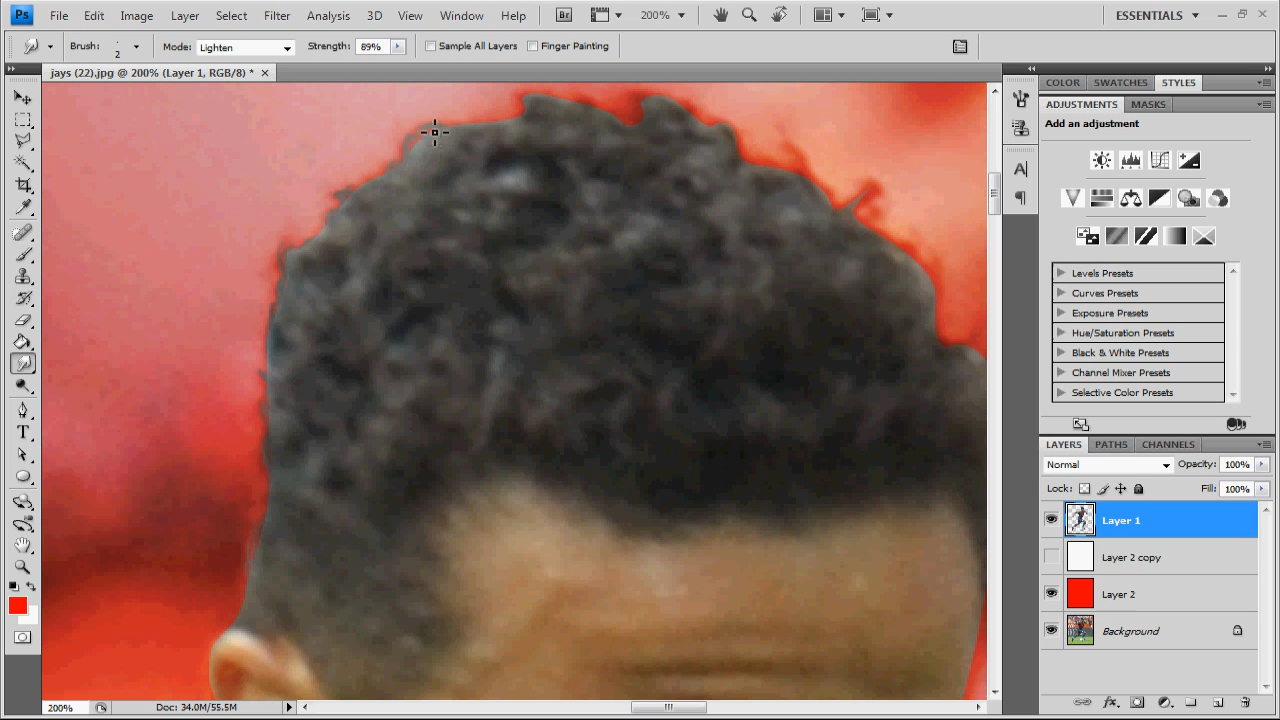 Ps File Edit Image Layer Select Filter Analysis 3D View Window Help Br 200% ESSENTIALS
Brush: 2 Mode: Lighten Strength: 89% Sample All Layers Finger Painting
jays (22).jpg @ 200% (Layer 1, RGB/8) *
COLOR SWATCHES STYLES
ADJUSTMENTS MASKS
Add an adjustment
Levels Presets
Curves Presets
Exposure Presets
Hue/Saturation Presets
Black & White Presets
Channel Mixer Presets
Selective Color Presets
LAYERS PATHS CHANNELS
Normal Opacity: 100%
Lock: Fill: 100%
Layer 1
Layer 2 copy
Layer 2
Background
200% Doc: 34.0M/55.5M